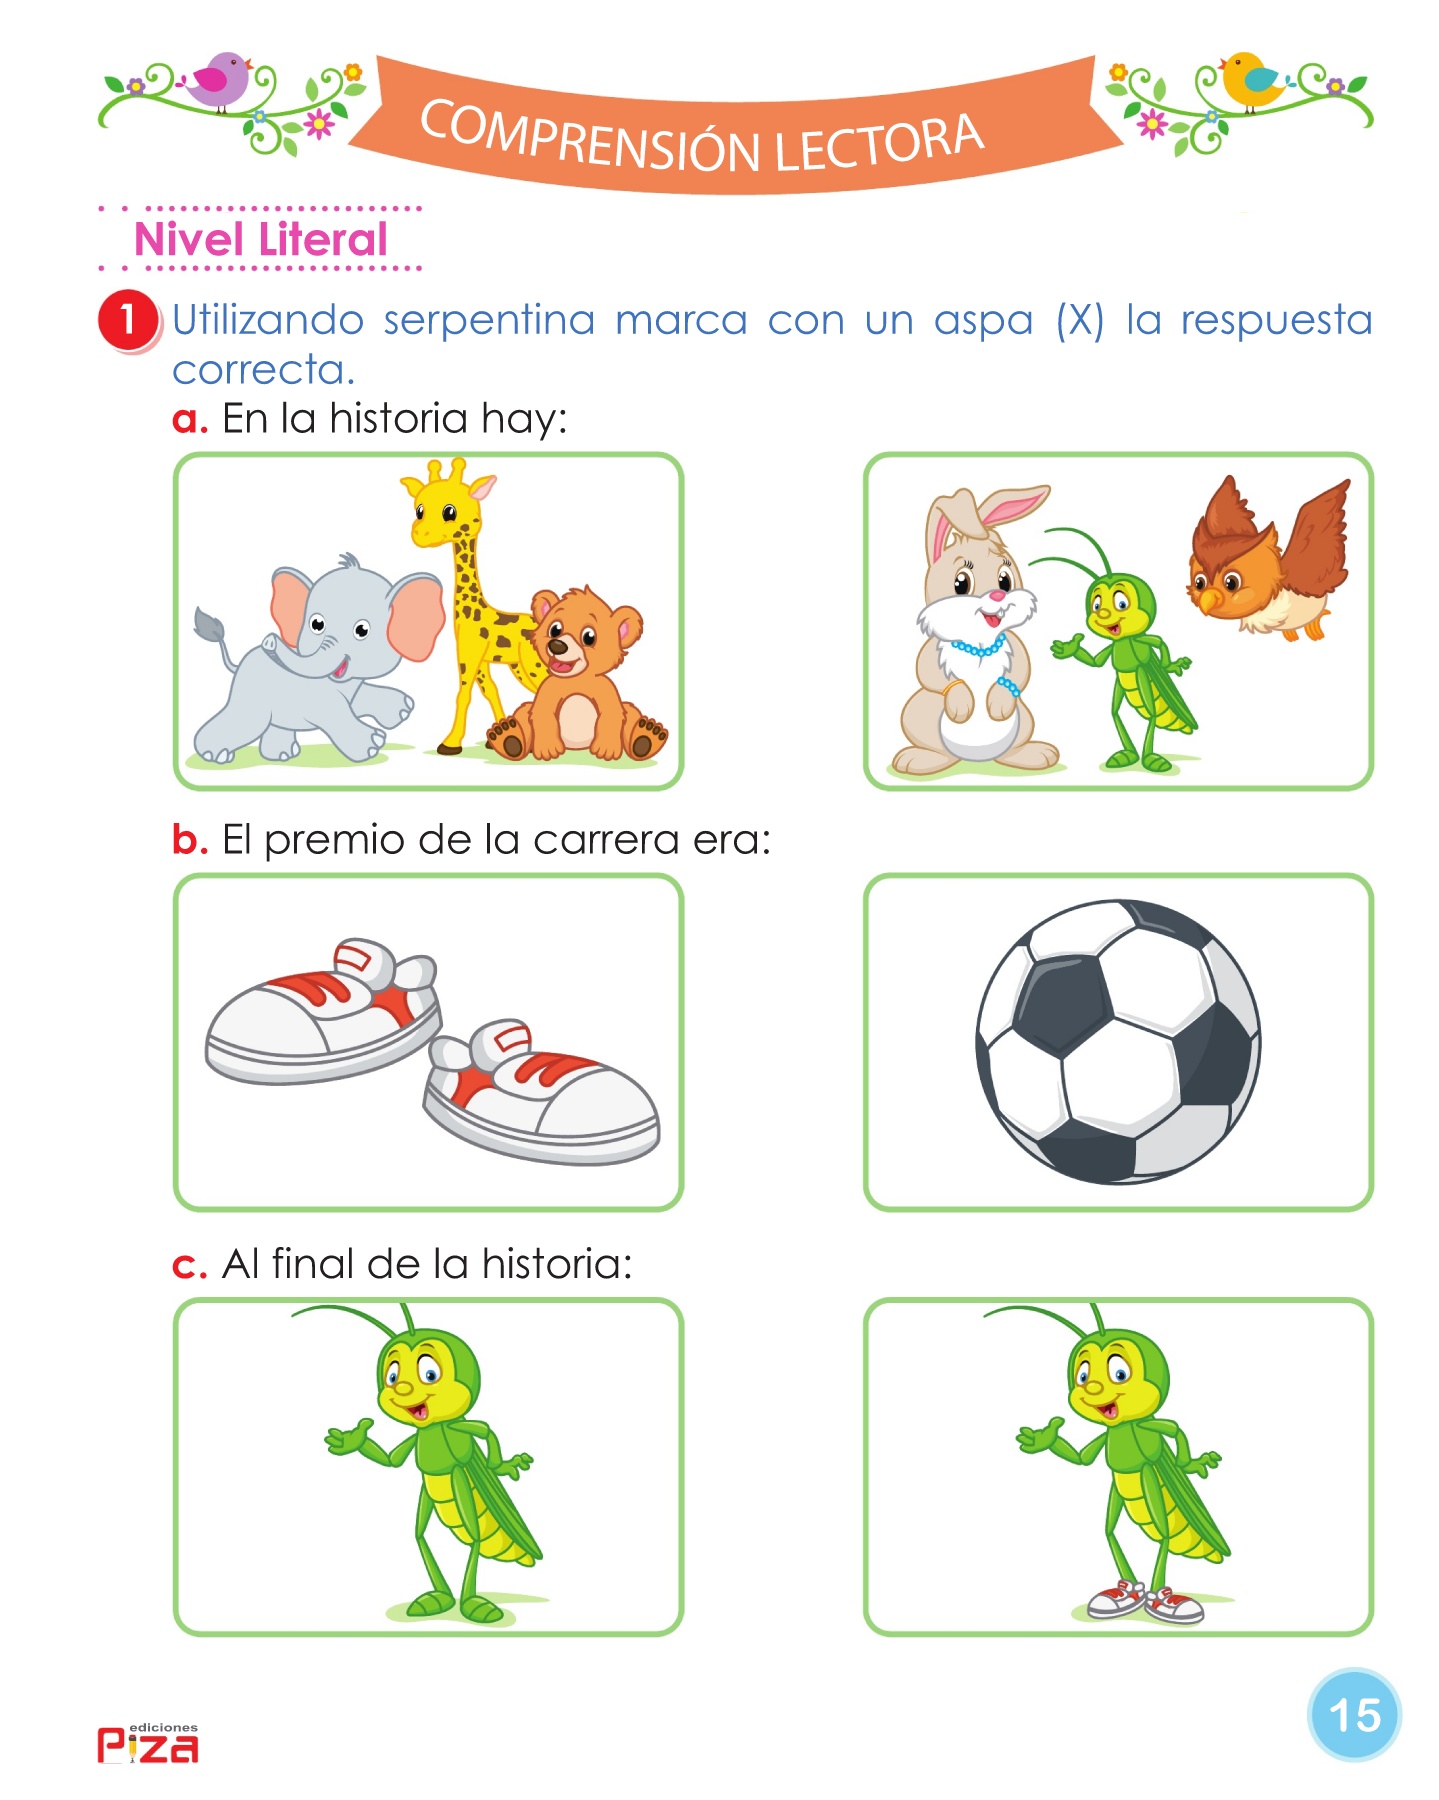 COMPRENSIÓN LECTORA
Nivel Literal
1 Utilizando serpentina marca con un aspa (X) la respuesta
correcta.
a. En la historia hay:
b. El premio de la carrera era:
c. Al final de la historia:
ediciones
Piza
15